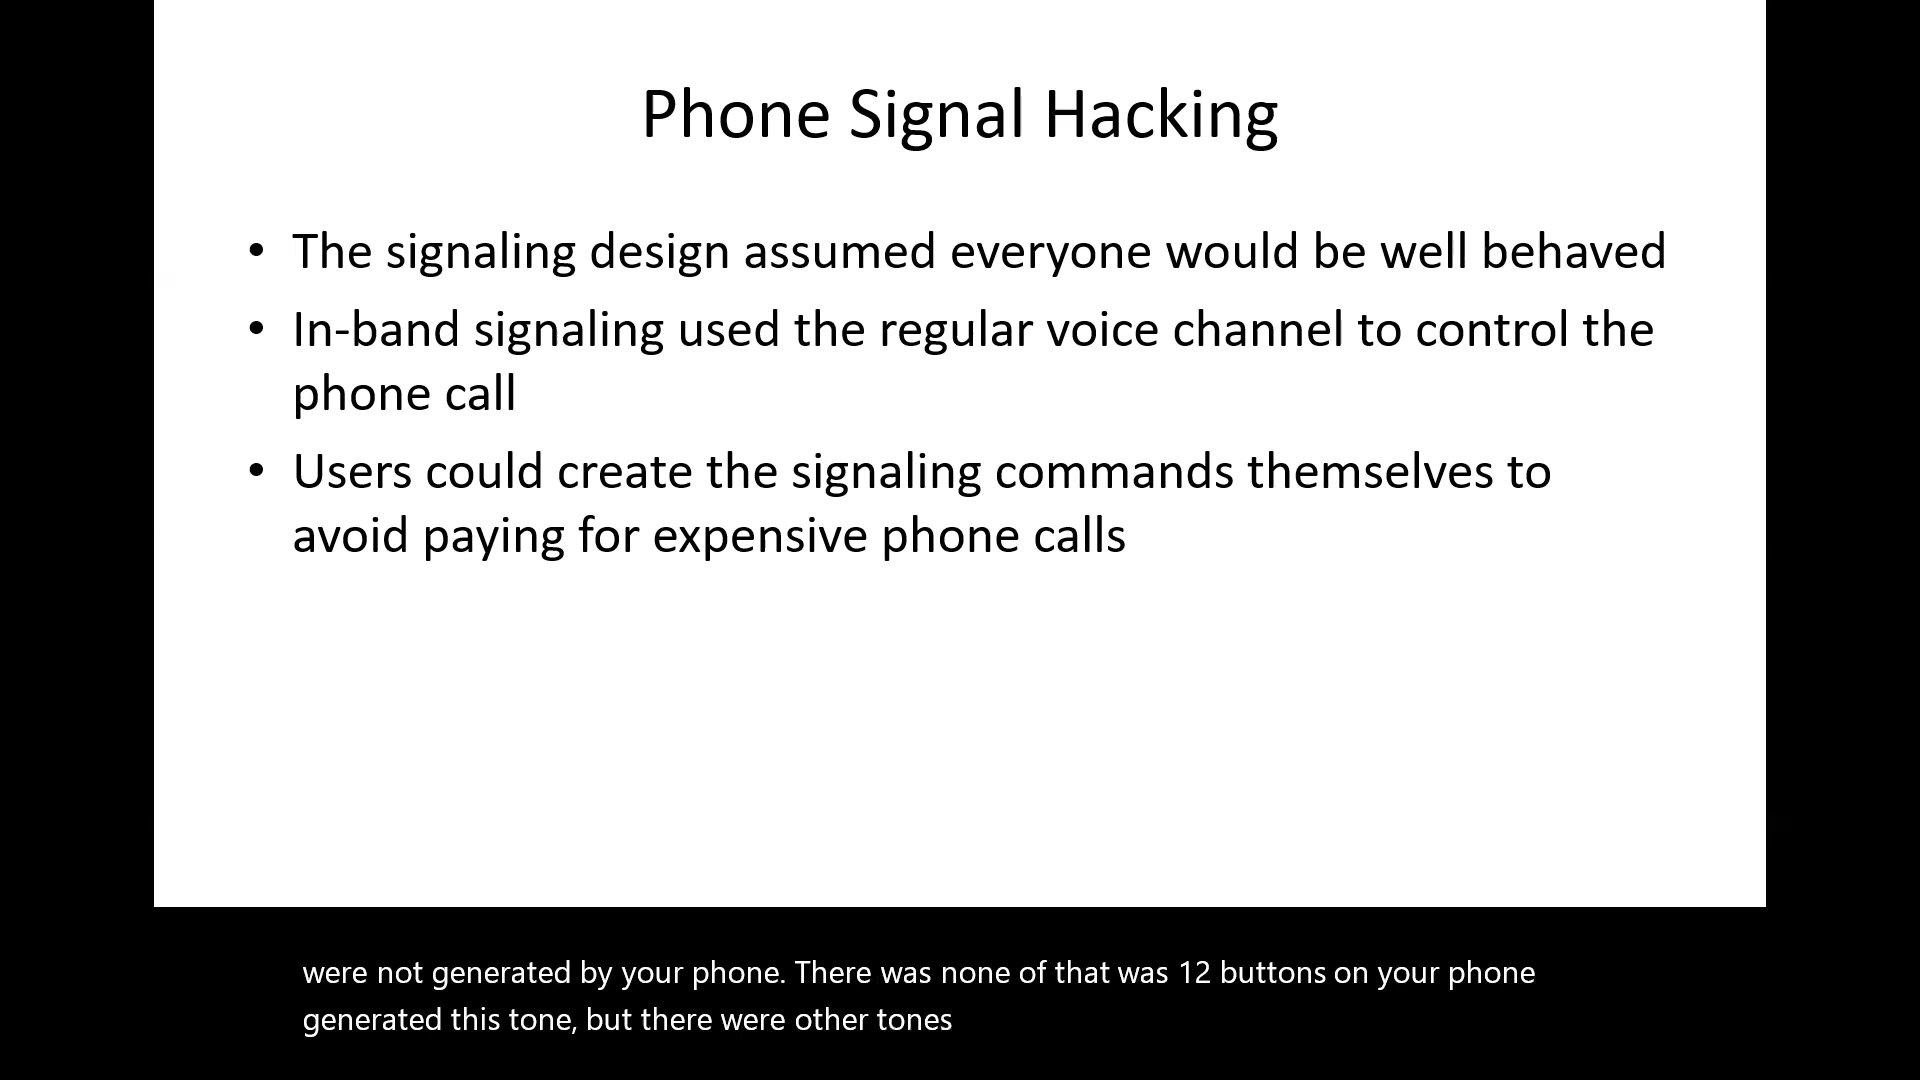 Phone Signal Hacking
• The signaling design assumed everyone would be well behaved
• In-band signaling used the regular voice channel to control the
phone call
• Users could create the signaling commands themselves to
avoid paying for expensive phone calls
were not generated by your phone. There was none of that was 12 buttons on your phone
generated this tone, but there were other tones